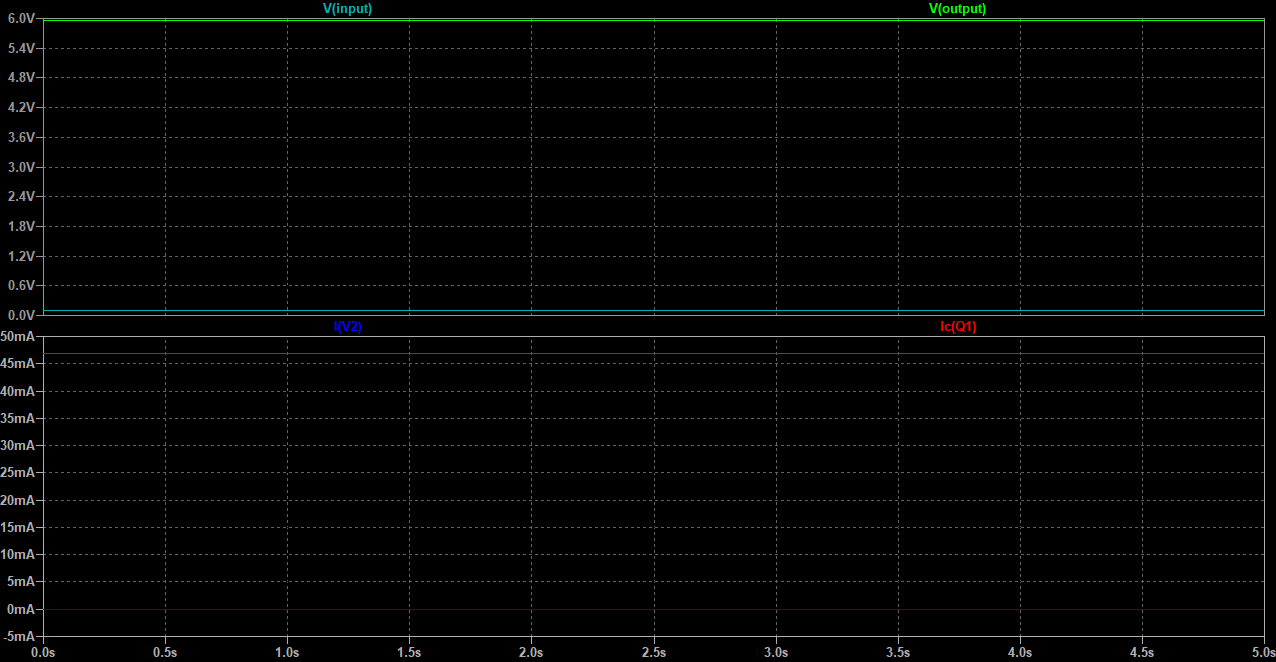 V(input) V(output)
6.0V
5.4V
4.8V
4.2V
3.6V
3.0V
2.4V
1.8V
1.2V
0.6V
0.0V
I(V2) Ic(Q1)
50mA
45mA
40mA
35mA
30mA
25mA
20mA
15mA
10mA
5mA
0mA
-5mA
0.0s 0.5s 1.0s 1.5s 2.0s 2.5s 3.0s 3.5s 4.0s 4.5s 5.0s